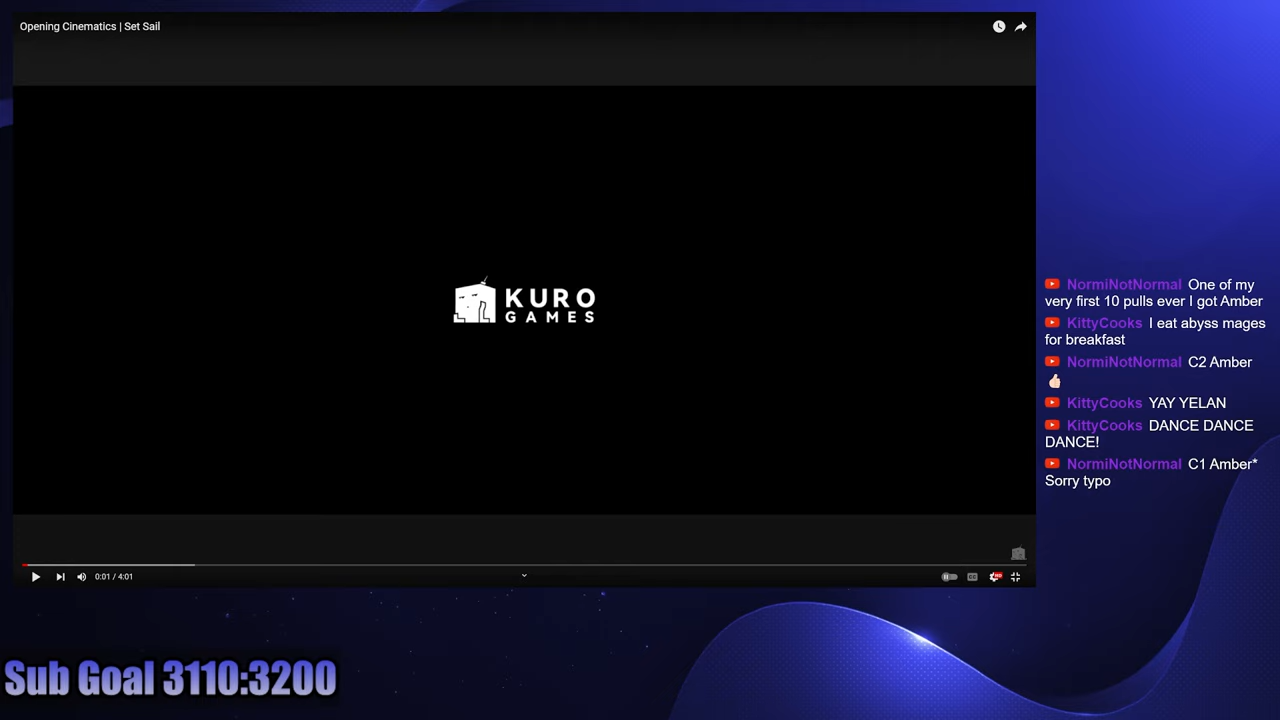 Opening Cinematics | Set Sail
KURO
GAMES
NormiNotNormal One of my
very first 10 pulls ever I got Amber
KittyCooks I eat abyss mages
for breakfast
NormiNotNormal C2 Amber
KittyCooks YAY YELAN
KittyCooks DANCE DANCE
DANCE!
NormiNotNormal C1 Amber*
Sorry typo
0:01 / 4:01
Sub Goal 3110:3200